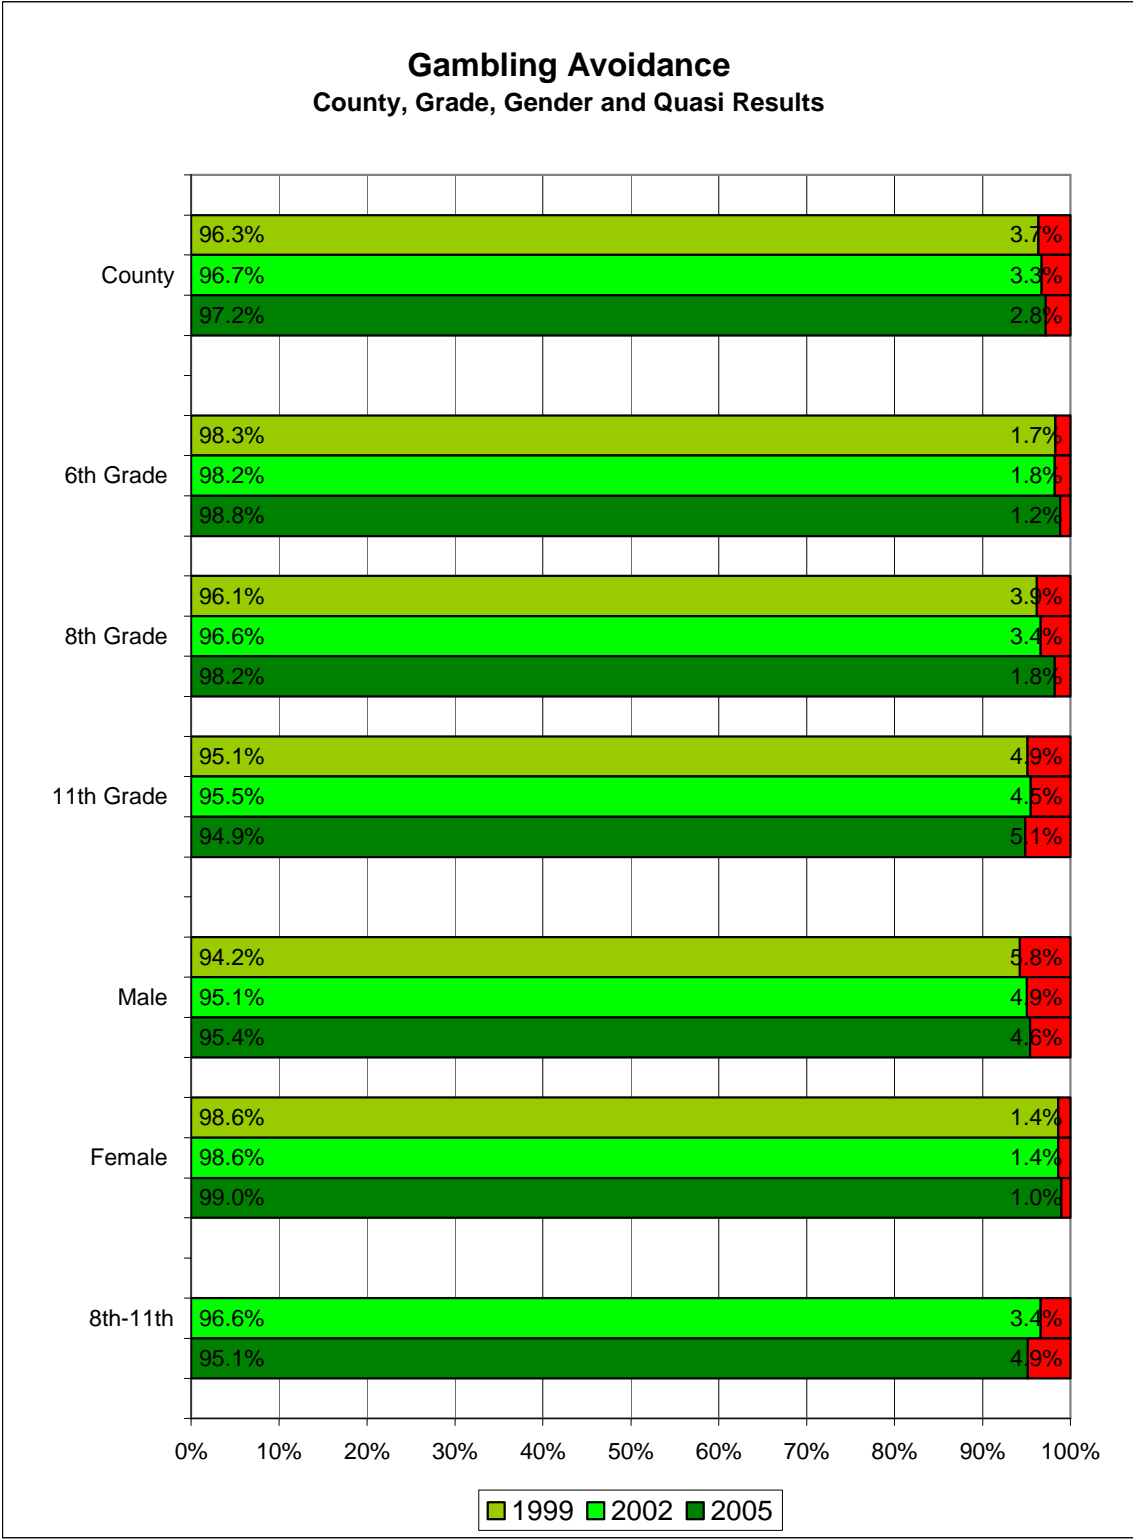 Gambling Avoidance
County, Grade, Gender and Quasi Results
96.3% 3.7%
County 96.7% 3.3%
97.2% 2.8%
98.3% 1.7%
6th Grade 98.2% 1.8%
98.8% 1.2%
96.1% 3.9%
8th Grade 96.6% 3.4%
98.2% 1.8%
95.1% 4.9%
11th Grade 95.5% 4.5%
94.9% 5.1%
94.2% 5.8%
Male 95.1% 4.9%
95.4% 4.6%
98.6% 1.4%
Female 98.6% 1.4%
99.0% 1.0%
8th-11th 96.6% 3.4%
95.1% 4.9%
0% 10% 20% 30% 40% 50% 60% 70% 80% 90% 100%
1999 2002 2005